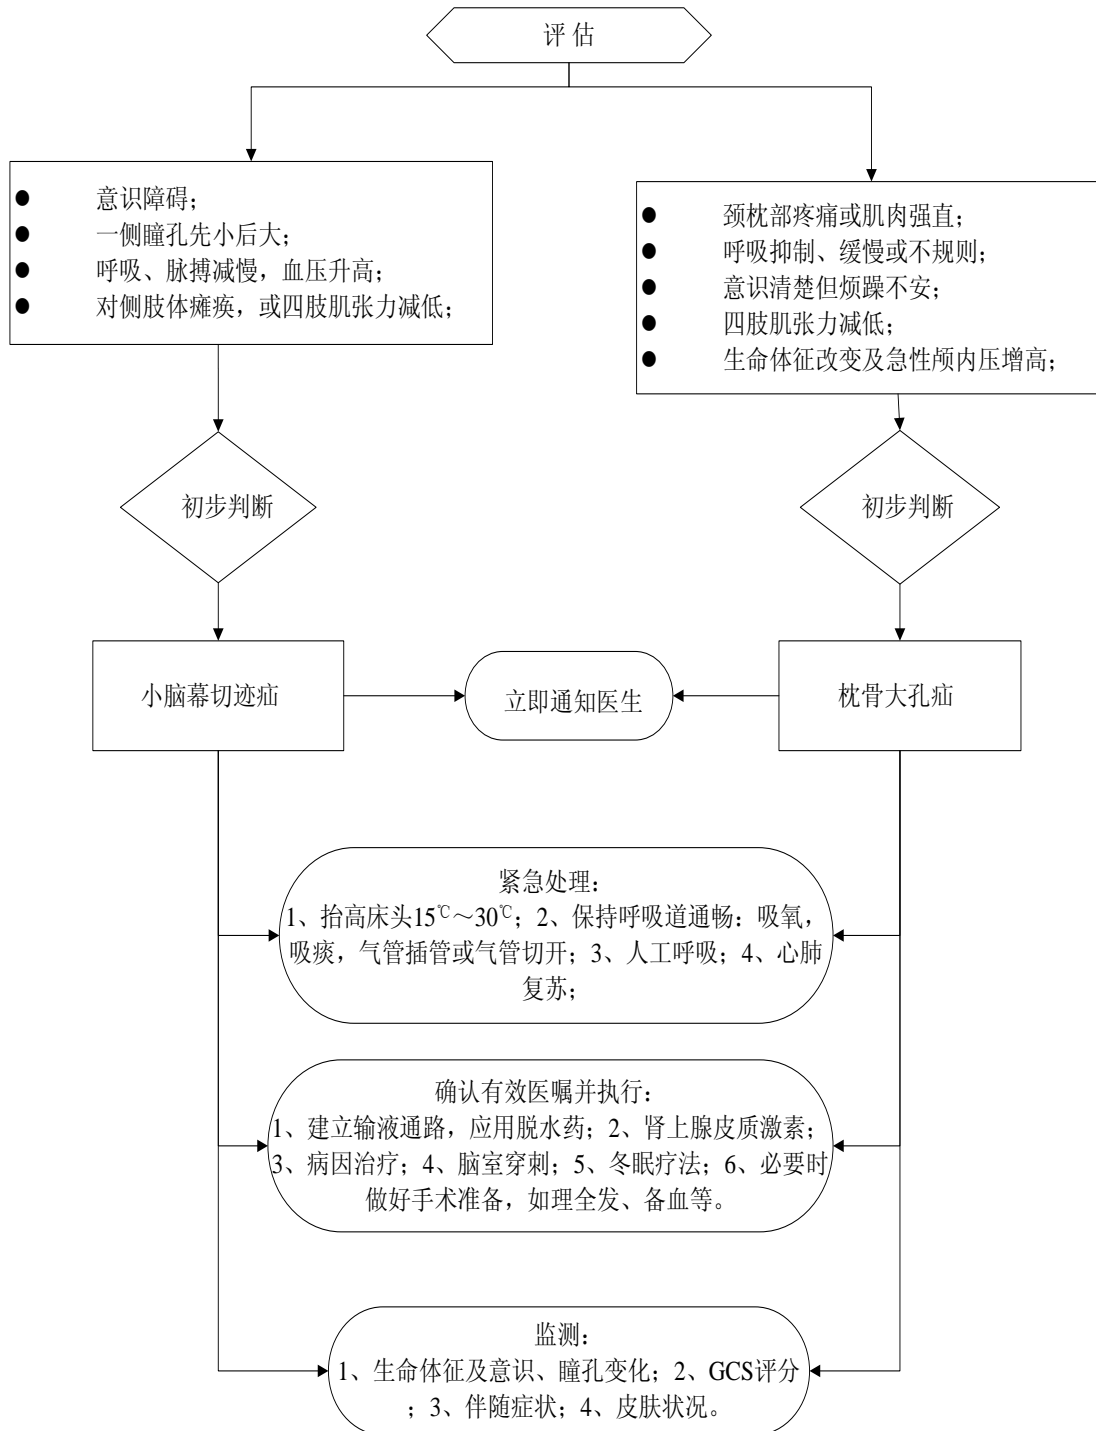 评 估
● 意识障碍；
● 一侧瞳孔先小后大；
● 呼吸、脉搏减慢，血压升高；
● 对侧肢体瘫痪，或四肢肌张力减低；
● 颈枕部疼痛或肌肉强直；
● 呼吸抑制、缓慢或不规则；
● 意识清楚但烦躁不安；
● 四肢肌张力减低；
● 生命体征改变及急性颅内压增高；
初步判断
初步判断
小脑幕切迹疝
立即通知医生
枕骨大孔疝
紧急处理：
1、抬高床头15℃～30℃；2、保持呼吸道通畅：吸氧，
吸痰，气管插管或气管切开；3、人工呼吸；4、心肺
复苏；
确认有效医嘱并执行：
1、建立输液通路，应用脱水药；2、肾上腺皮质激素；
3、病因治疗；4、脑室穿刺；5、冬眠疗法；6、必要时
做好手术准备，如理全发、备血等。
监测：
1、生命体征及意识、瞳孔变化；2、GCS评分
；3、伴随症状；4、皮肤状况。